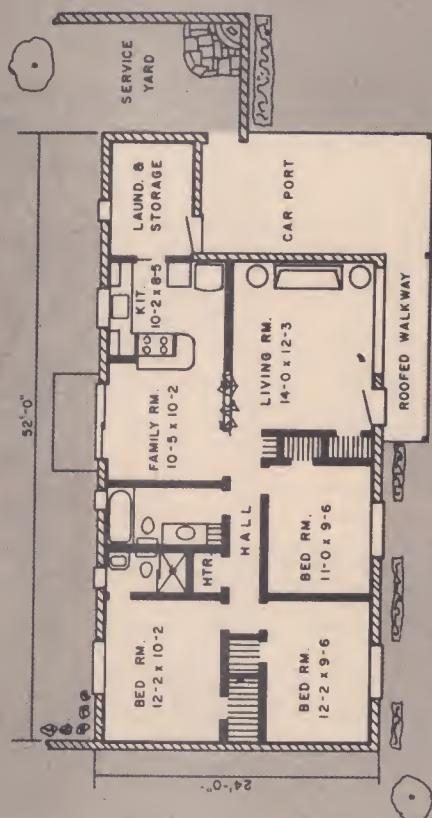 52'-0"
24'-0"
SERVICE
YARD
LAUND. &
STORAGE
CAR PORT
KIT.
10-2 x 8-5
FAMILY RM.
10-5 x 10-2
LIVING RM.
14-0 x 12-3
ROOFED WALKWAY
HTR.
HALL
BED RM.
12-2 x 10-2
BED RM.
11-0 x 9-6
BED RM.
12-2 x 9-6